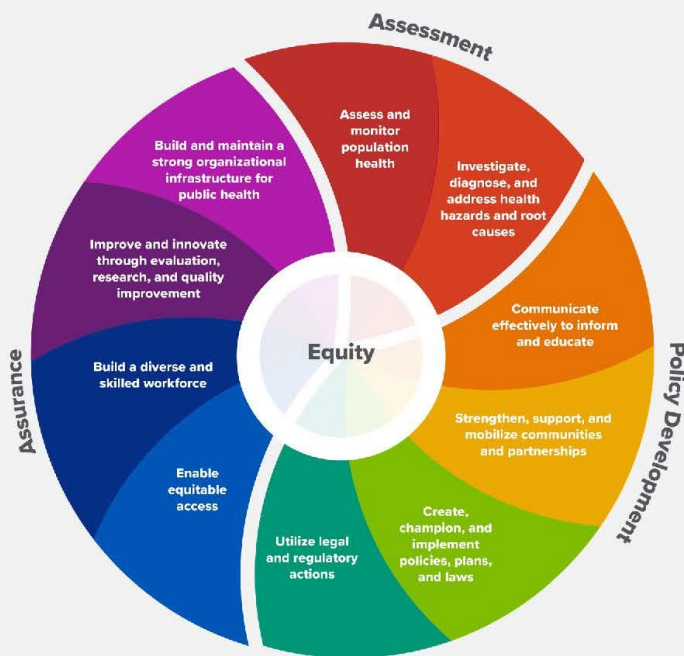 Assessment
Assess and
monitor
population
health
Investigate,
diagnose, and
address health
hazards and root
causes
Policy Development
Communicate
effectively to inform
and educate
Strengthen, support, and
mobilize communities
and partnerships
Create,
champion, and
implement
policies, plans,
and laws
Utilize legal
and regulatory
actions
Assurance
Enable
equitable
access
Build a diverse and
skilled workforce
Improve and innovate
through evaluation,
research, and quality
improvement
Build and maintain a
strong organizational
infrastructure for
public health
Equity